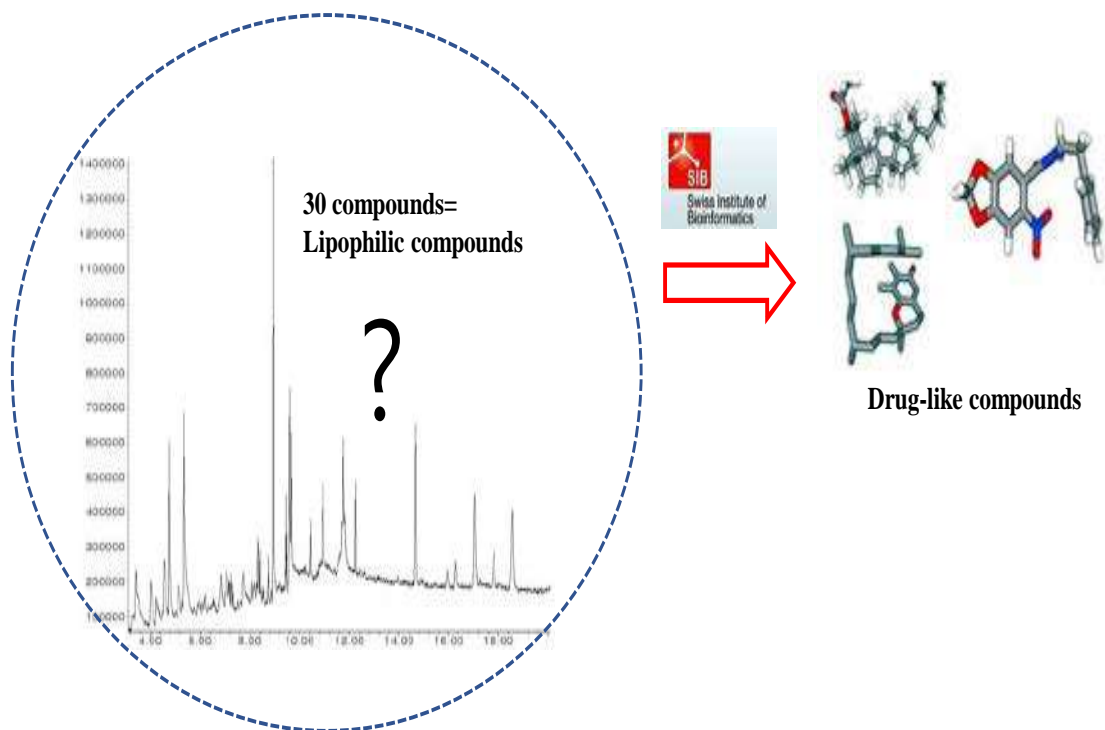 30 compounds=
Lipophilic compounds
?
SIB
Swiss Institute of
Bioinformatics
Drug-like compounds
1400000
1300000
1200000
1100000
1000000
900000
800000
700000
600000
500000
400000
300000
200000
100000
4.00 6.00 8.00 10.00 12.00 14.00 16.00 18.00